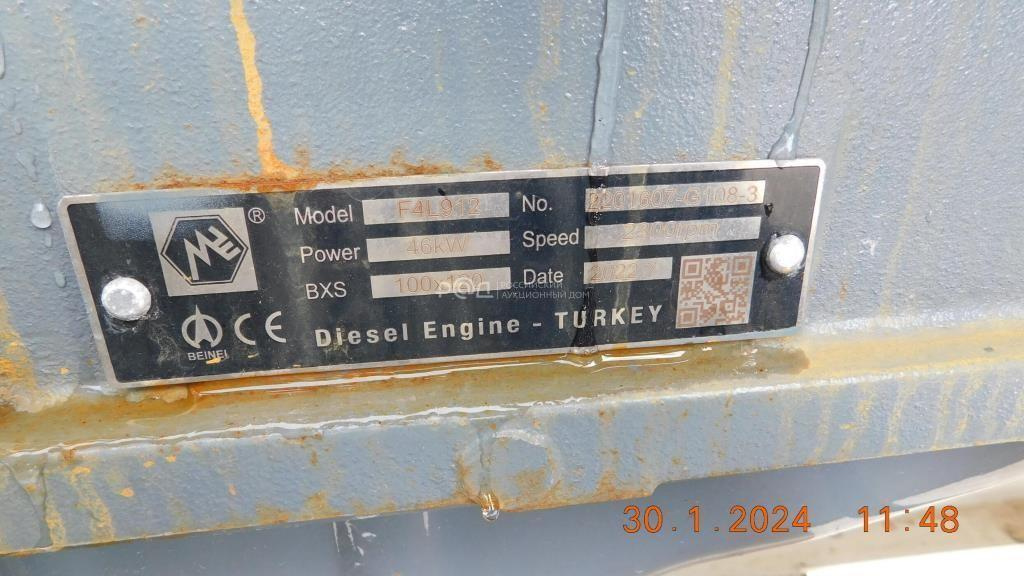 ® Model F4L912 No.
Power 46kW Speed
BXS Date
РОССИЙСКИЙ
АУКЦИОННЫЙ ДОМ
BEINEI CE Diesel Engine - TURKEY
30.1.2024 11:48